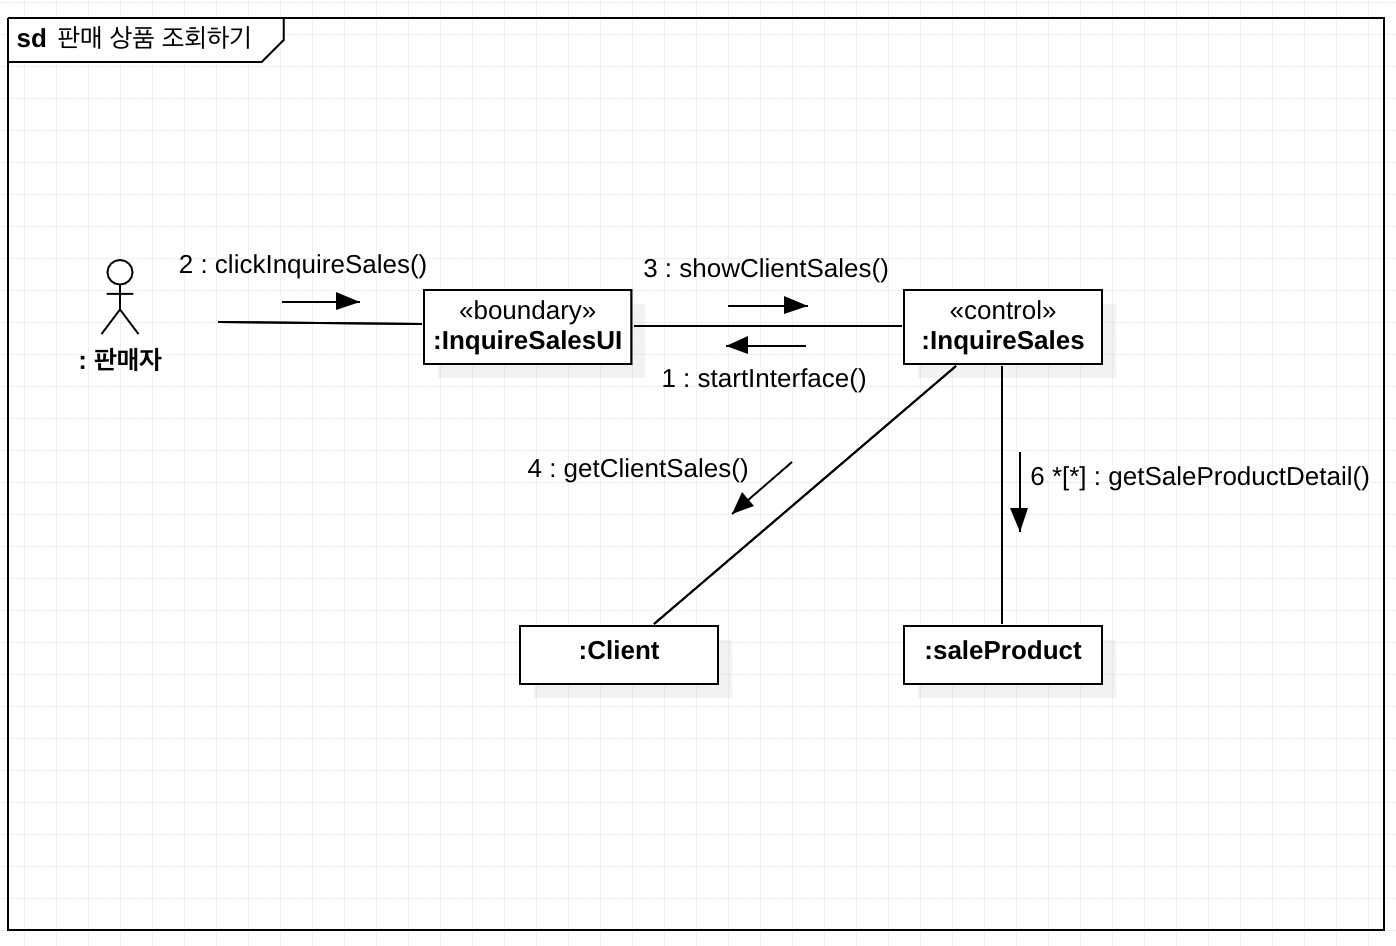 sd 판매 상품 조회하기
2 : clickInquireSales()
3 : showClientSales()
: 판매자
«boundary»
:InquireSalesUI
«control»
:InquireSales
1 : startInterface()
4 : getClientSales()
6 *[*] : getSaleProductDetail()
:Client
:saleProduct